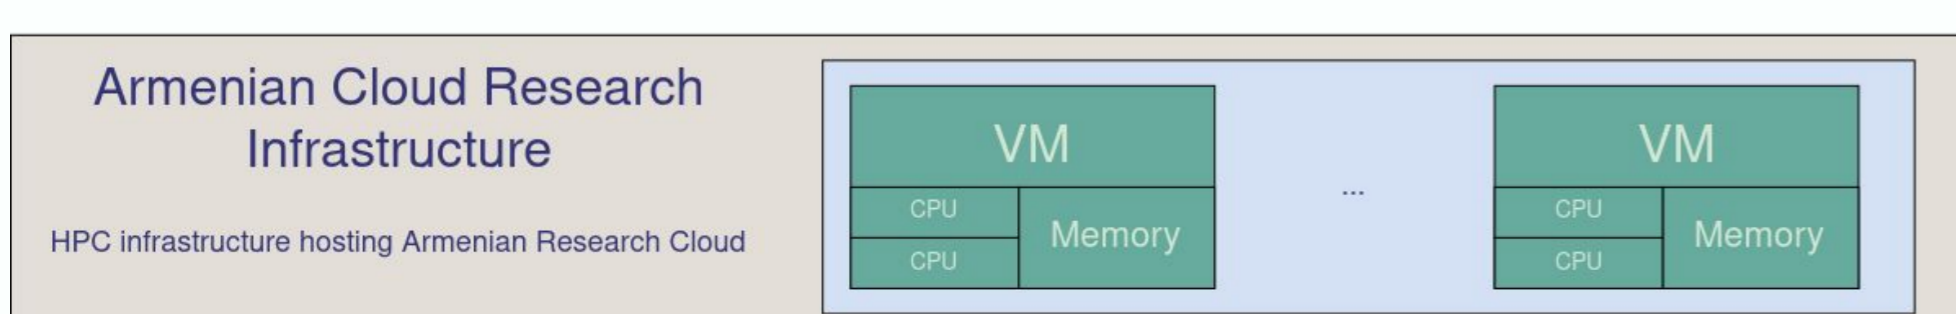 Armenian Cloud Research
Infrastructure
HPC infrastructure hosting Armenian Research Cloud
VM
CPU
CPU
Memory
...
VM
CPU
CPU
Memory